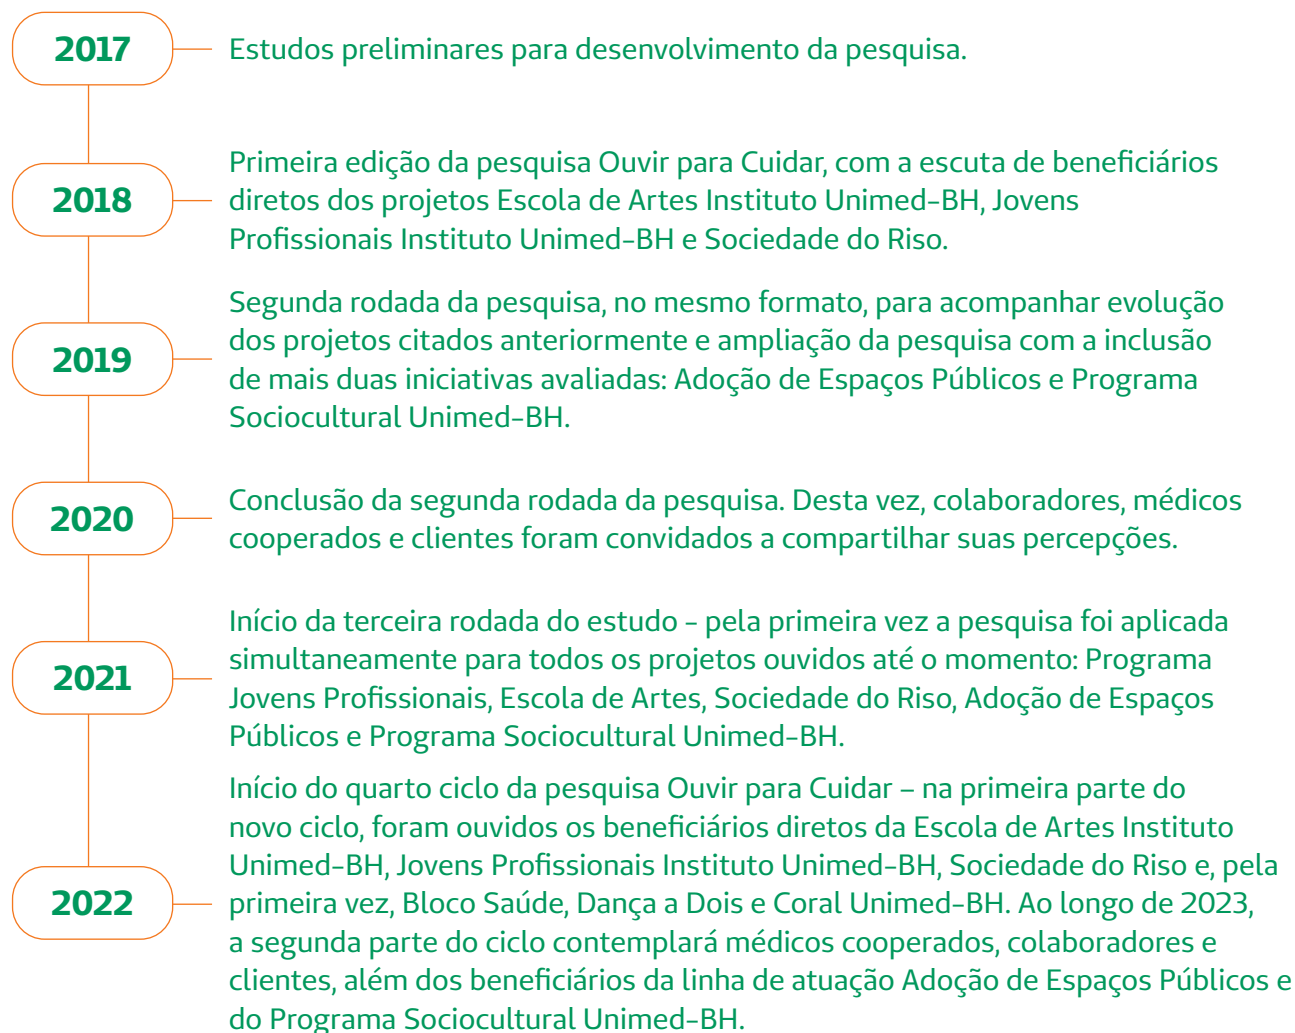 2017
Estudos preliminares para desenvolvimento da pesquisa.
2018
Primeira edição da pesquisa Ouvir para Cuidar, com a escuta de beneficiários
diretos dos projetos Escola de Artes Instituto Unimed-BH, Jovens
Profissionais Instituto Unimed-BH e Sociedade do Riso.
2019
Segunda rodada da pesquisa, no mesmo formato, para acompanhar evolução
dos projetos citados anteriormente e ampliação da pesquisa com a inclusão
de mais duas iniciativas avaliadas: Adoção de Espaços Públicos e Programa
Sociocultural Unimed-BH.
2020
Conclusão da segunda rodada da pesquisa. Desta vez, colaboradores, médicos
cooperados e clientes foram convidados a compartilhar suas percepções.
2021
Início da terceira rodada do estudo - pela primeira vez a pesquisa foi aplicada
simultaneamente para todos os projetos ouvidos até o momento: Programa
Jovens Profissionais, Escola de Artes, Sociedade do Riso, Adoção de Espaços
Públicos e Programa Sociocultural Unimed-BH.
2022
Início do quarto ciclo da pesquisa Ouvir para Cuidar – na primeira parte do
novo ciclo, foram ouvidos os beneficiários diretos da Escola de Artes Instituto
Unimed-BH, Jovens Profissionais Instituto Unimed-BH, Sociedade do Riso e, pela
primeira vez, Bloco Saúde, Dança a Dois e Coral Unimed-BH. Ao longo de 2023,
a segunda parte do ciclo contemplará médicos cooperados, colaboradores e
clientes, além dos beneficiários da linha de atuação Adoção de Espaços Públicos e
do Programa Sociocultural Unimed-BH.